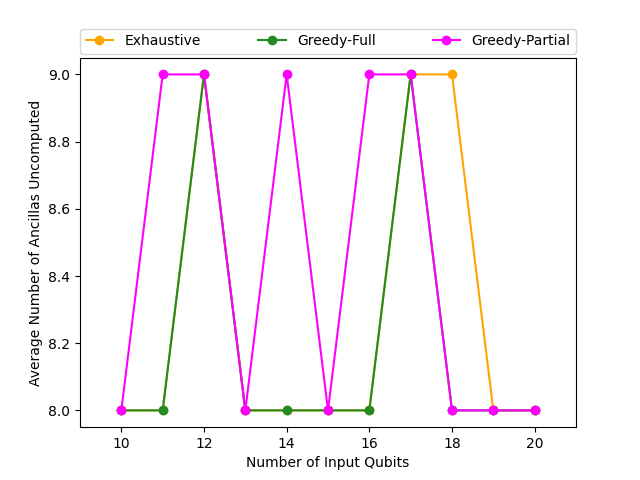 Exhaustive Greedy-Full Greedy-Partial
Average Number of Ancillas Uncomputed
9.0
8.8
8.6
8.4
8.2
8.0
10 12 14 16 18 20
Number of Input Qubits